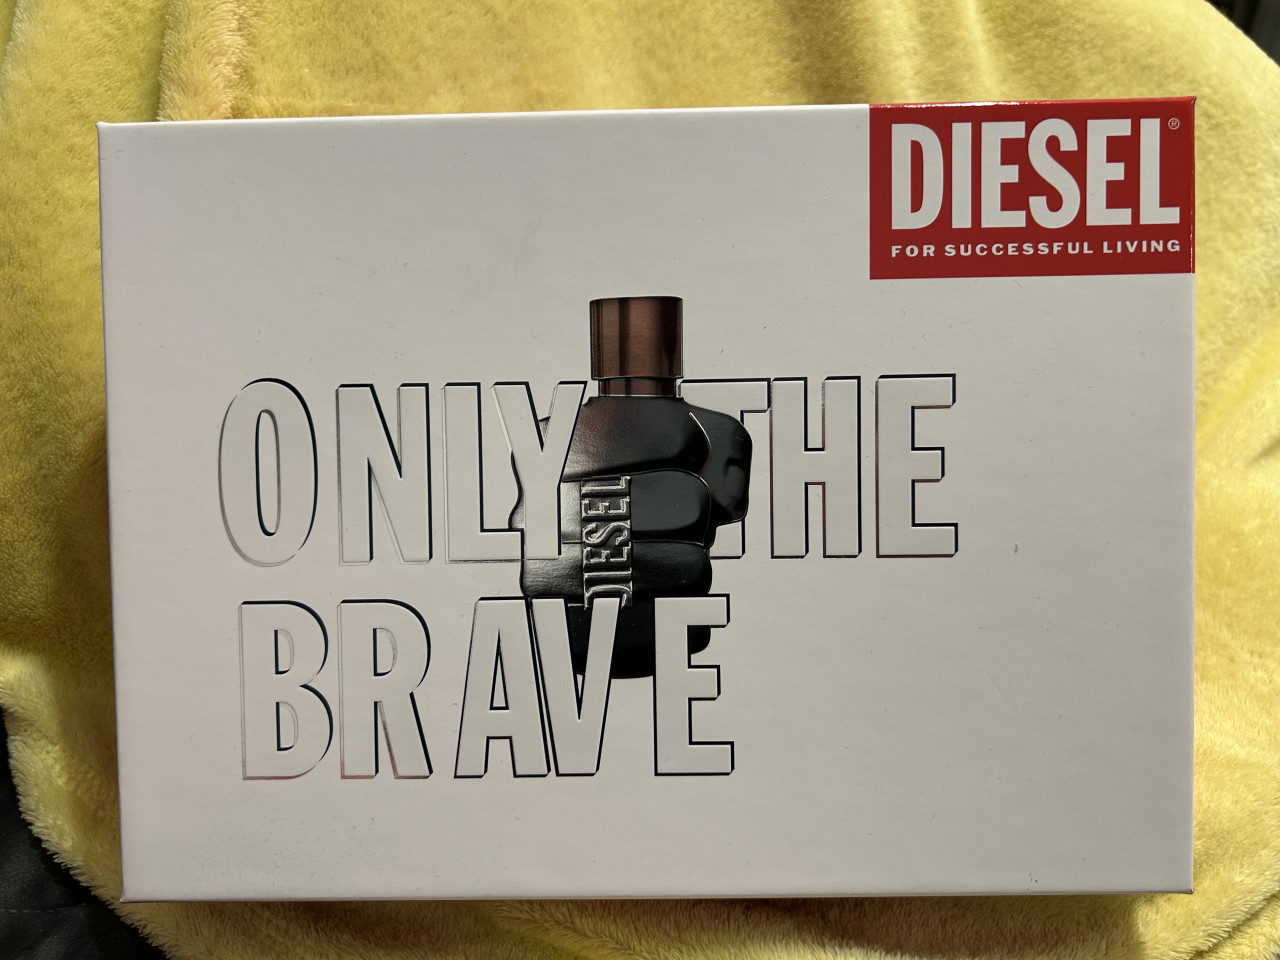 DIESEL®
FOR SUCCESSFUL LIVING
ONLY THE
BRAVE
DIESEL